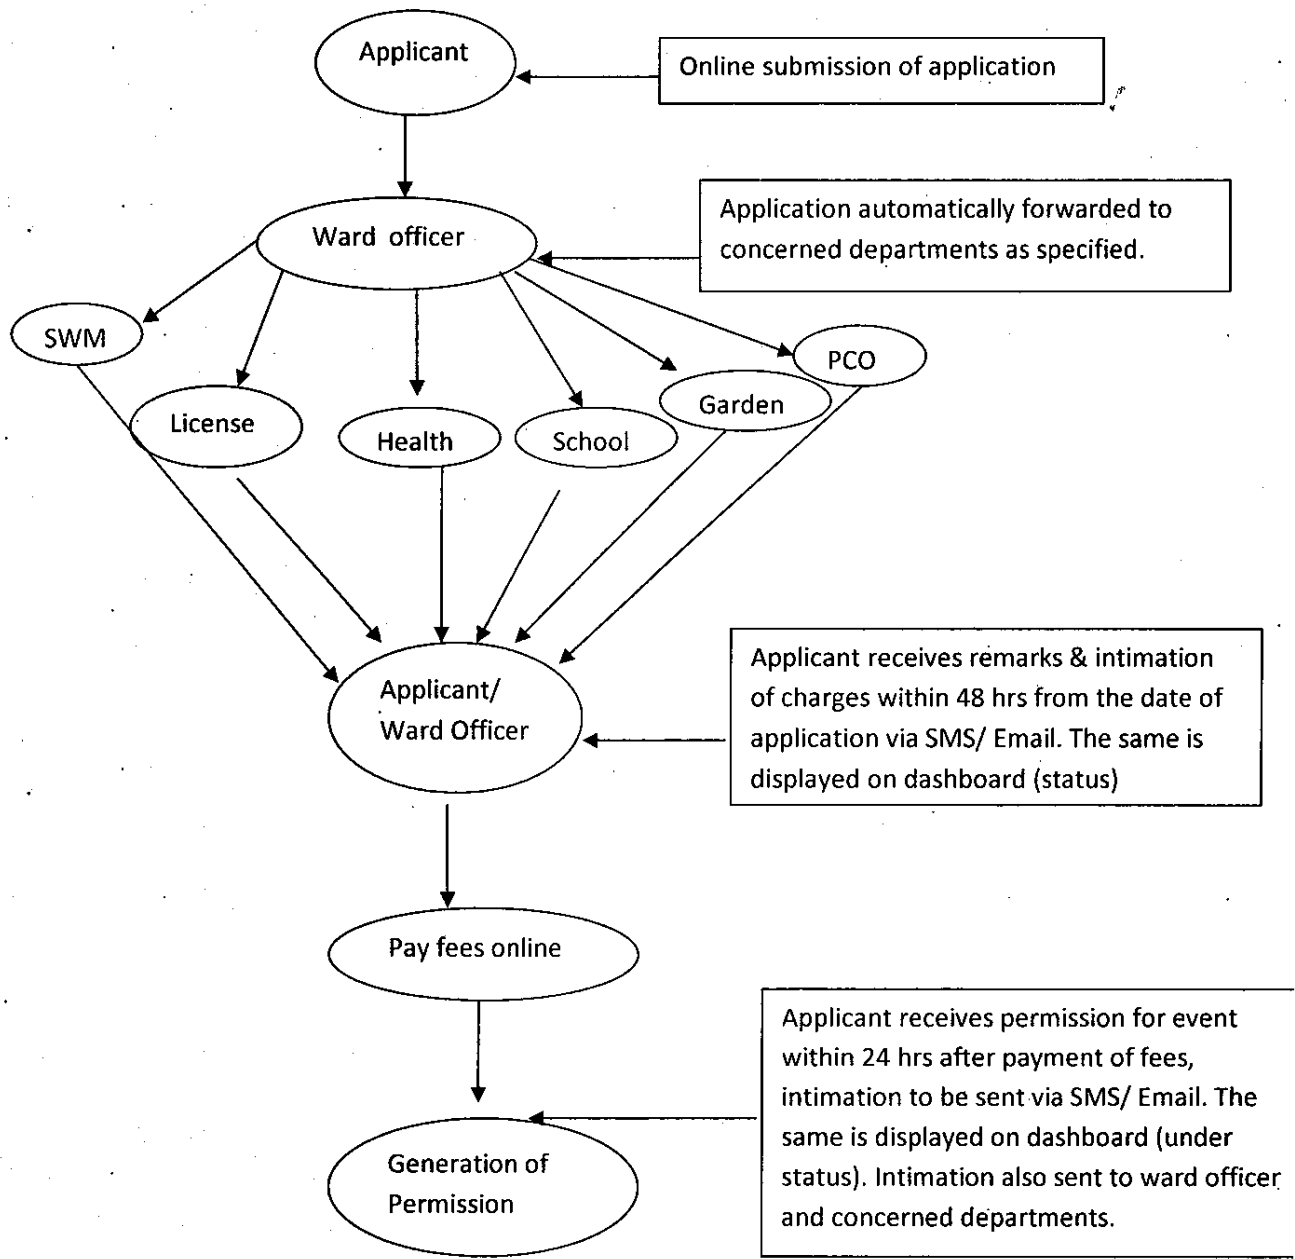 Applicant
Online submission of application
Ward officer
Application automatically forwarded to
concerned departments as specified.
SWM
PCO
License
Garden
Health
School
Applicant/
Ward Officer
Applicant receives remarks & intimation
of charges within 48 hrs from the date of
application via SMS/ Email. The same is
displayed on dashboard (status)
Pay fees online
Applicant receives permission for event
within 24 hrs after payment of fees,
intimation to be sent via SMS/ Email. The
same is displayed on dashboard (under
status). Intimation also sent to ward officer
and concerned departments.
Generation of
Permission